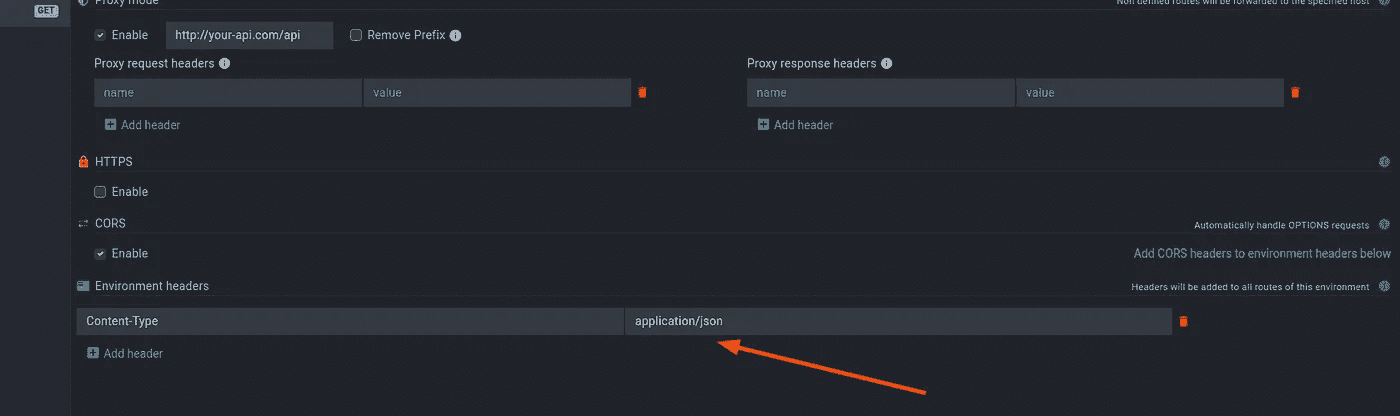 GET
Proxy mode
Non defined routes will be forwarded to the specified host
Enable http://your-api.com/api Remove Prefix
Proxy request headers Proxy response headers
name value name value
Add header Add header
HTTPS
Enable
CORS Automatically handle OPTIONS requests
Enable Add CORS headers to environment headers below
Environment headers Headers will be added to all routes of this environment
Content-Type application/json
Add header